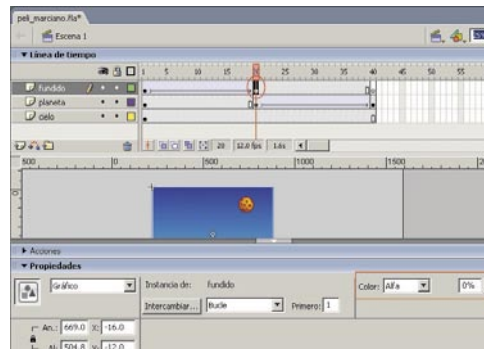 peli_marciano.fla*
Escena 1
Línea de tiempo
1 5 10 15 25 30 35 40 45 50 55
fundido
planeta
cielo
20 12.0 fps 1.6s
500 0 500 1000 1500
Acciones
Propiedades
Gráfico Instancia de: fundido Color: Alfa 0%
Intercambiar... Bucle Primero: 1
An.: 669.0 X: -16.0
Al: 504.8 Y: -12.0